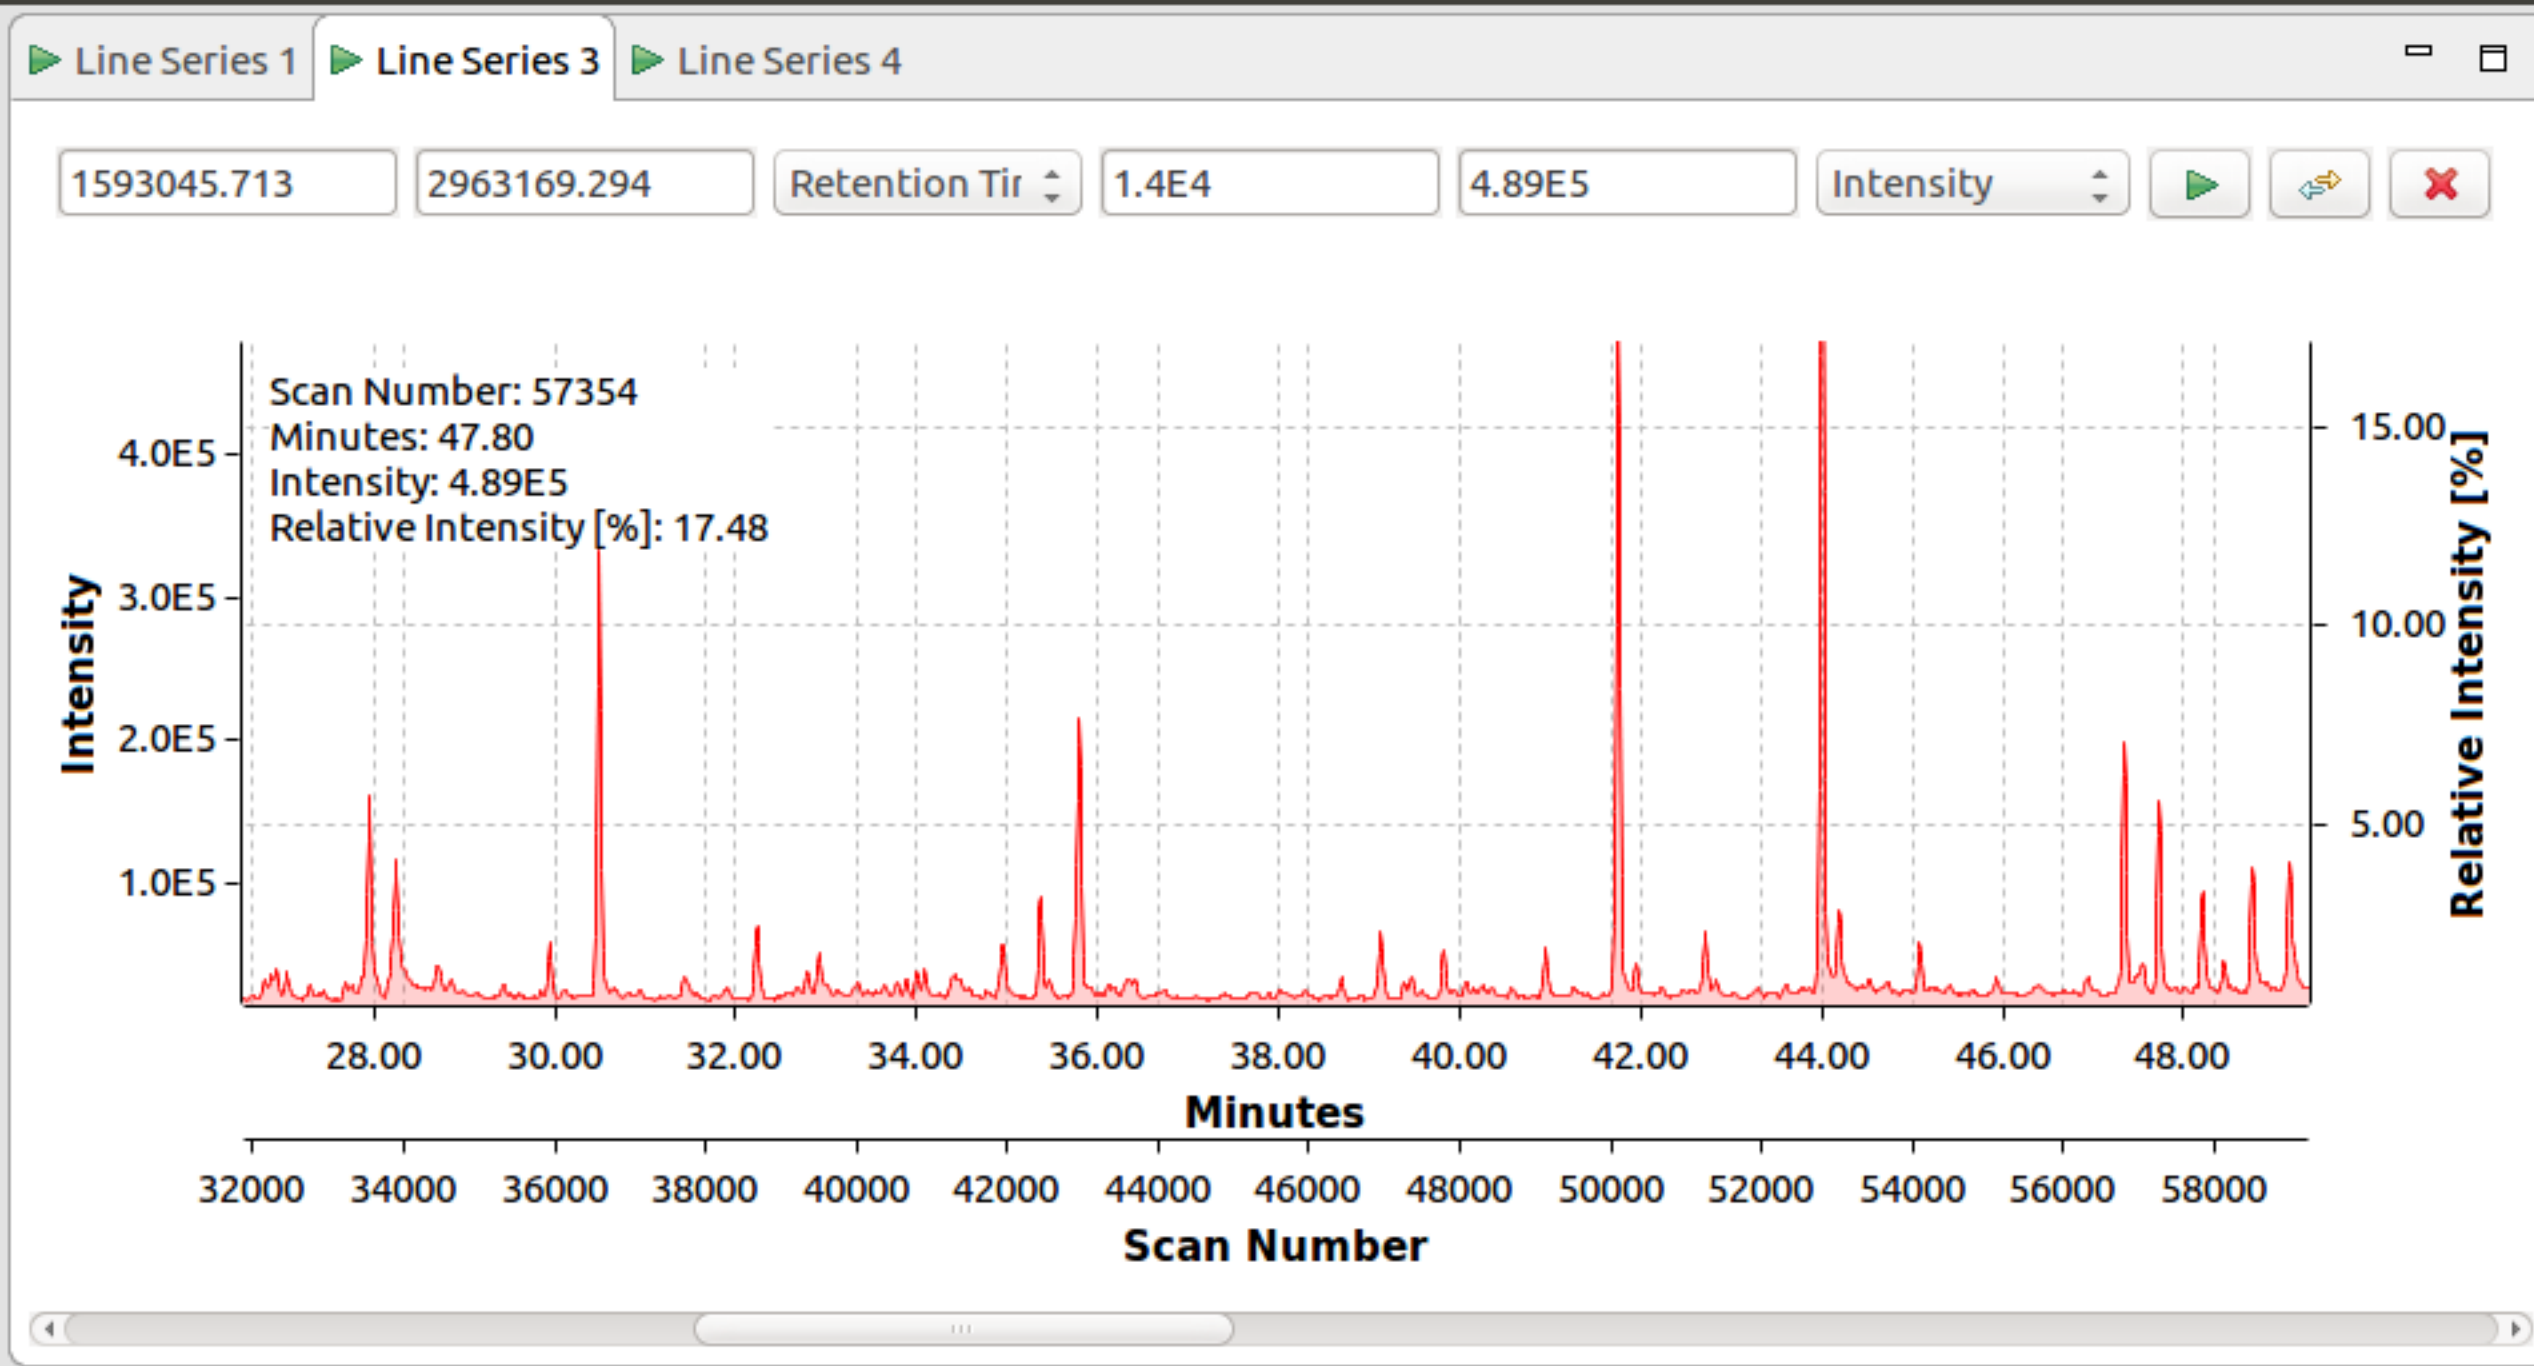 Line Series 1 Line Series 3 Line Series 4
1593045.713 2963169.294 Retention Tir 1.4E4 4.89E5 Intensity
Scan Number: 57354
Minutes: 47.80
Intensity: 4.89E5
Relative Intensity [%]: 17.48
Intensity
4.0E5
3.0E5
2.0E5
1.0E5
15.00
10.00
5.00
Relative Intensity [%]
28.00 30.00 32.00 34.00 36.00 38.00 40.00 42.00 44.00 46.00 48.00
Minutes
32000 34000 36000 38000 40000 42000 44000 46000 48000 50000 52000 54000 56000 58000
Scan Number